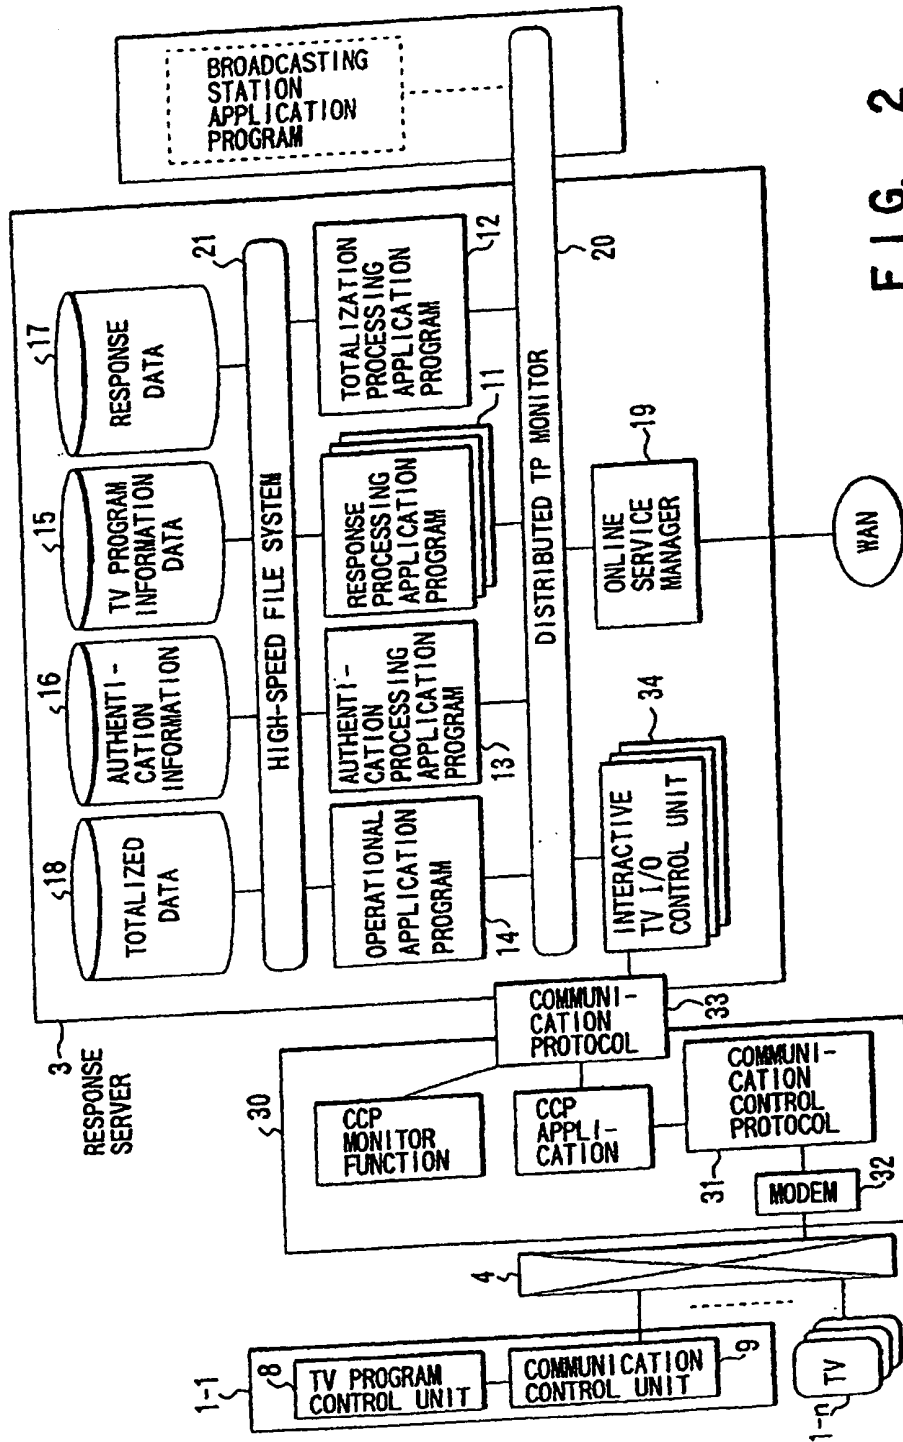 3
RESPONSE
SERVER
18
TOTALIZED
DATA
16
AUTHENTI-
CATION
INFORMATION
15
TV PROGRAM
INFORMATION
DATA
17
RESPONSE
DATA
21
HIGH-SPEED FILE SYSTEM
OPERATIONAL
APPLICATION
PROGRAM
14
AUTHENTI-
CATION
PROCESSING
APPLICATION
PROGRAM
13
RESPONSE
PROCESSING
APPLICATION
PROGRAM
11
TOTALIZATION
PROCESSING
APPLICATION
PROGRAM
12
BROADCASTING
STATION
APPLICATION
PROGRAM
DISTRIBUTED TP MONITOR
20
INTERACTIVE
TV I/O
CONTROL UNIT
34
ONLINE
SERVICE
MANAGER
19
WAN
30
CCP
MONITOR
FUNCTION
COMMUNI-
CATION
PROTOCOL
33
CCP
APPLI-
CATION
COMMUNI-
CATION
CONTROL
PROTOCOL
31
MODEM
32
4
1-1
8
TV PROGRAM
CONTROL UNIT
COMMUNICATION
CONTROL UNIT
9
TV
1-n
FIG. 2